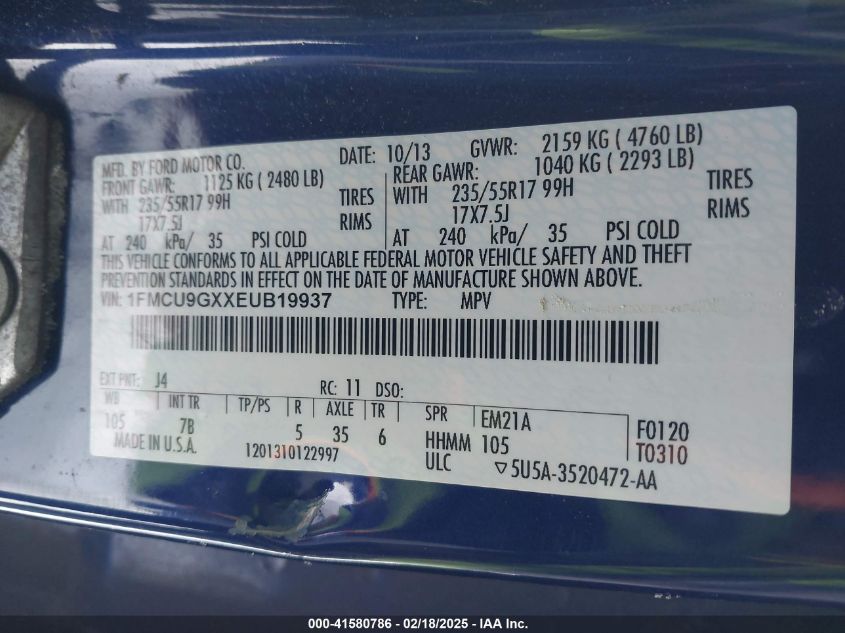 MFD. BY FORD MOTOR CO. DATE: 10/13 GVWR: 2159 KG ( 4760 LB)
FRONT GAWR: 1125 KG ( 2480 LB) REAR GAWR: 1040 KG ( 2293 LB)
WITH 235/55R17 99H TIRES WITH 235/55R17 99H TIRES
17X7.5J RIMS 17X7.5J RIMS
AT 240 kPa/ 35 PSI COLD AT 240 kPa/ 35 PSI COLD
THIS VEHICLE CONFORMS TO ALL APPLICABLE FEDERAL MOTOR VEHICLE SAFETY AND THEFT
PREVENTION STANDARDS IN EFFECT ON THE DATE OF MANUFACTURE SHOWN ABOVE.
VIN: 1FMCU9GXXEUB19937 TYPE: MPV
EXT PNT: J4 RC: 11 DSO:
WB INT TR TP/PS R AXLE TR SPR EM21A F0120
105 7B 5 35 6 HHMM 105 T0310
MADE IN U.S.A. 1201310122997 ULC ▽5U5A-3520472-AA
000-41580786 - 02/18/2025 - IAA Inc.